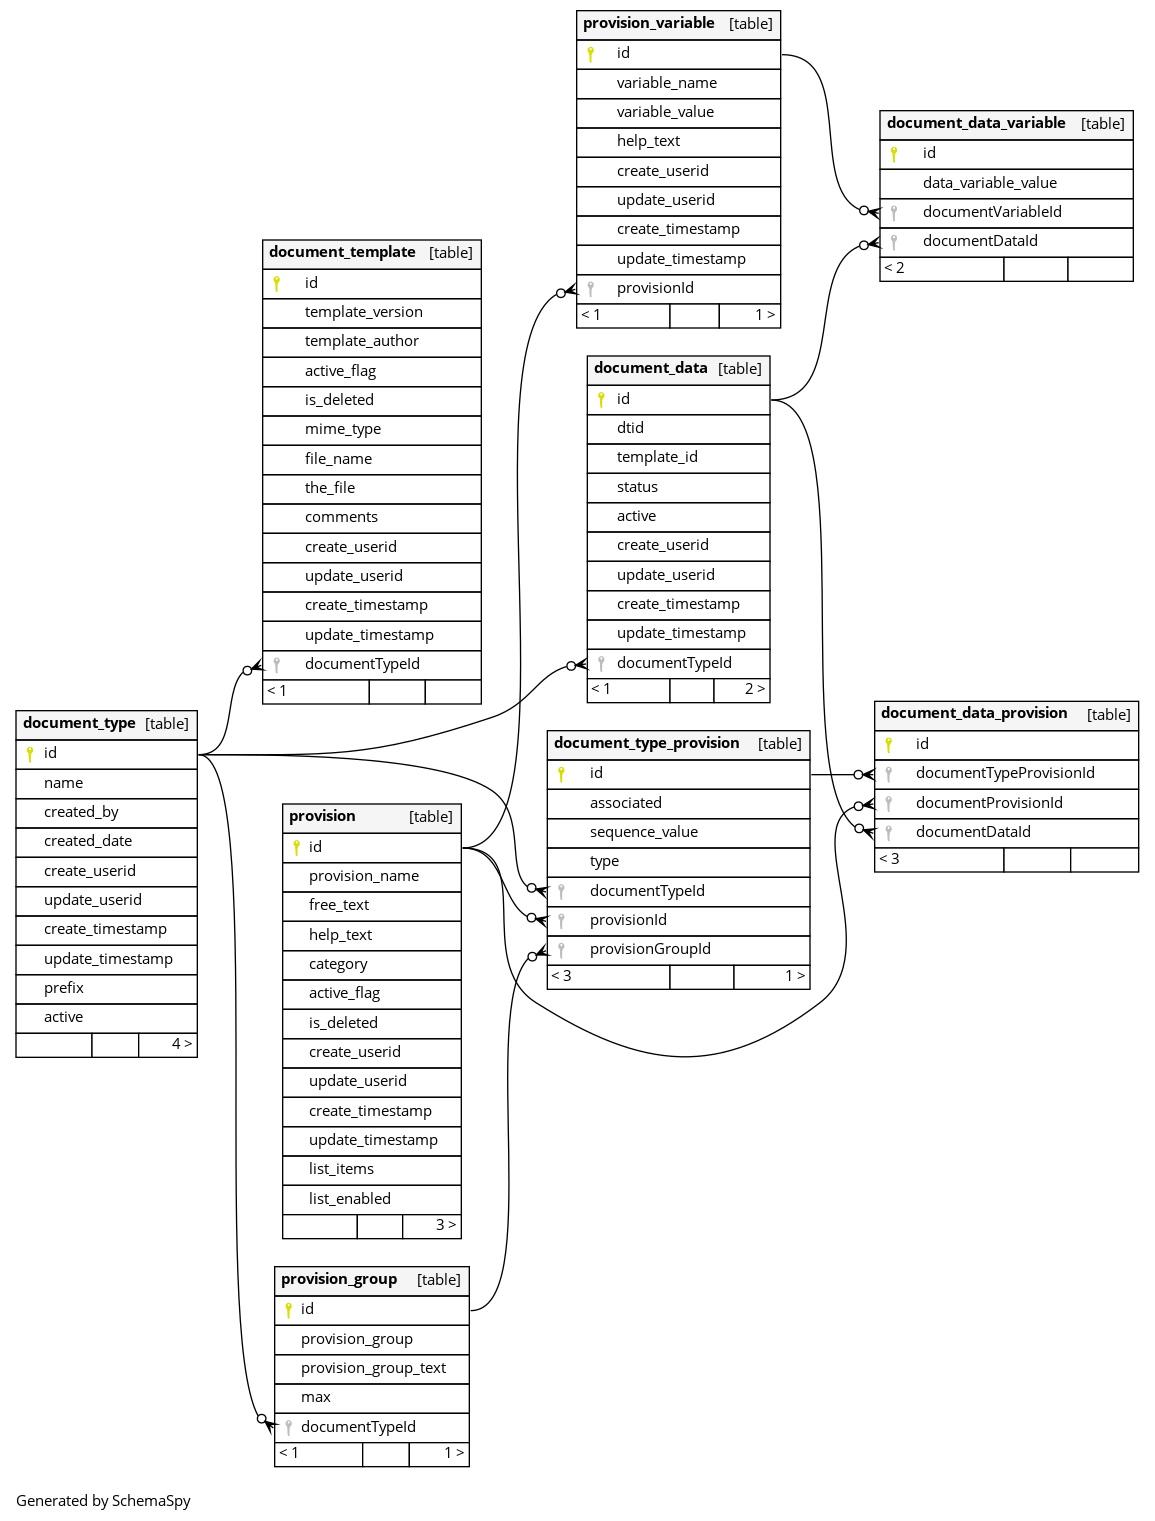 provision_variable [table]
id
variable_name
variable_value
help_text
create_userid
update_userid
create_timestamp
update_timestamp
provisionId
< 1 1 >
document_data_variable [table]
id
data_variable_value
documentVariableId
documentDataId
< 2
document_template [table]
id
template_version
template_author
active_flag
is_deleted
mime_type
file_name
the_file
comments
create_userid
update_userid
create_timestamp
update_timestamp
documentTypeId
< 1
document_data [table]
id
dtid
template_id
status
active
create_userid
update_userid
create_timestamp
update_timestamp
documentTypeId
< 1 2 >
document_type [table]
id
name
created_by
created_date
create_userid
update_userid
create_timestamp
update_timestamp
prefix
active
4 >
document_type_provision [table]
id
associated
sequence_value
type
documentTypeId
provisionId
provisionGroupId
< 3 1 >
document_data_provision [table]
id
documentTypeProvisionId
documentProvisionId
documentDataId
< 3
provision [table]
id
provision_name
free_text
help_text
category
active_flag
is_deleted
create_userid
update_userid
create_timestamp
update_timestamp
list_items
list_enabled
3 >
provision_group [table]
id
provision_group
provision_group_text
max
documentTypeId
< 1 1 >
Generated by SchemaSpy